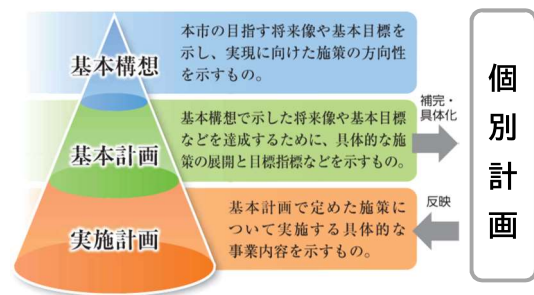 基本構想
本市の目指す将来像や基本目標を
示し、実現に向けた施策の方向性
を示すもの。
基本計画
基本構想で示した将来像や基本目標
などを達成するために、具体的な施
策の展開と目標指標などを示すもの。
補完・
具体化
実施計画
基本計画で定めた施策に
ついて実施する具体的な
事業内容を示すもの。
反映
個別計画